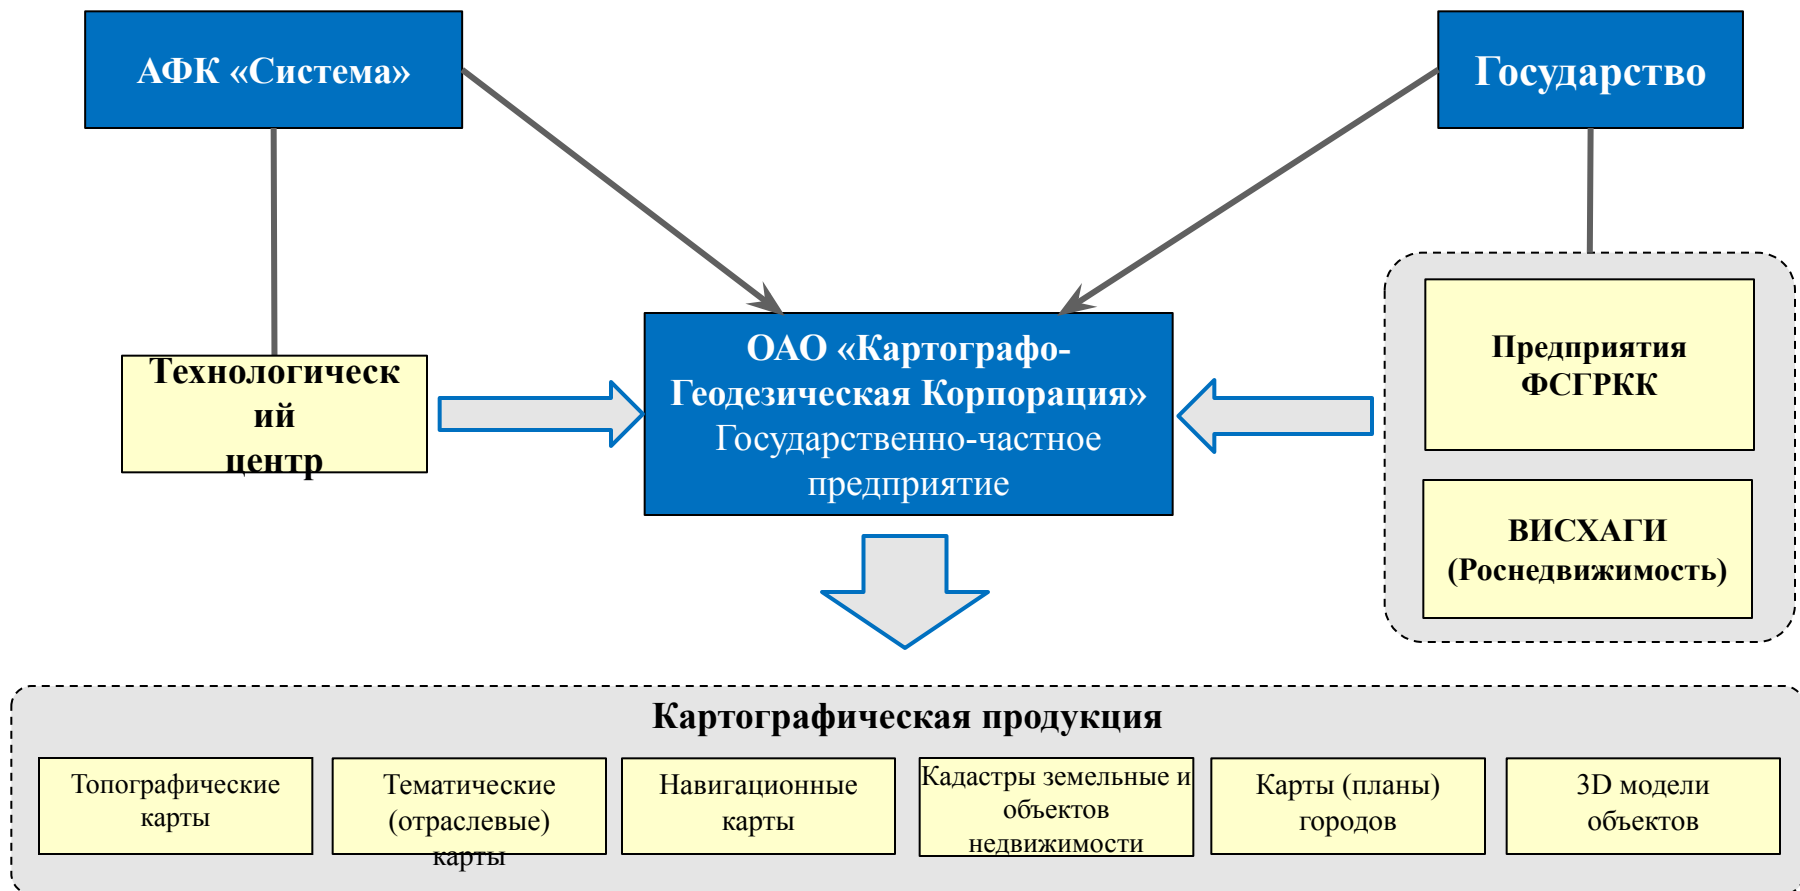 АФК «Система»
Государство
Технологическ
ий
центр
ОАО «Картографо-
Геодезическая Корпорация»
Государственно-частное
предприятие
Предприятия
ФСГРКК
ВИСХАГИ
(Роснедвижимость)
Картографическая продукция
Топографические
карты
Тематические
(отраслевые)
карты
Навигационные
карты
Кадастры земельные и
объектов
недвижимости
Карты (планы)
городов
3D модели
объектов